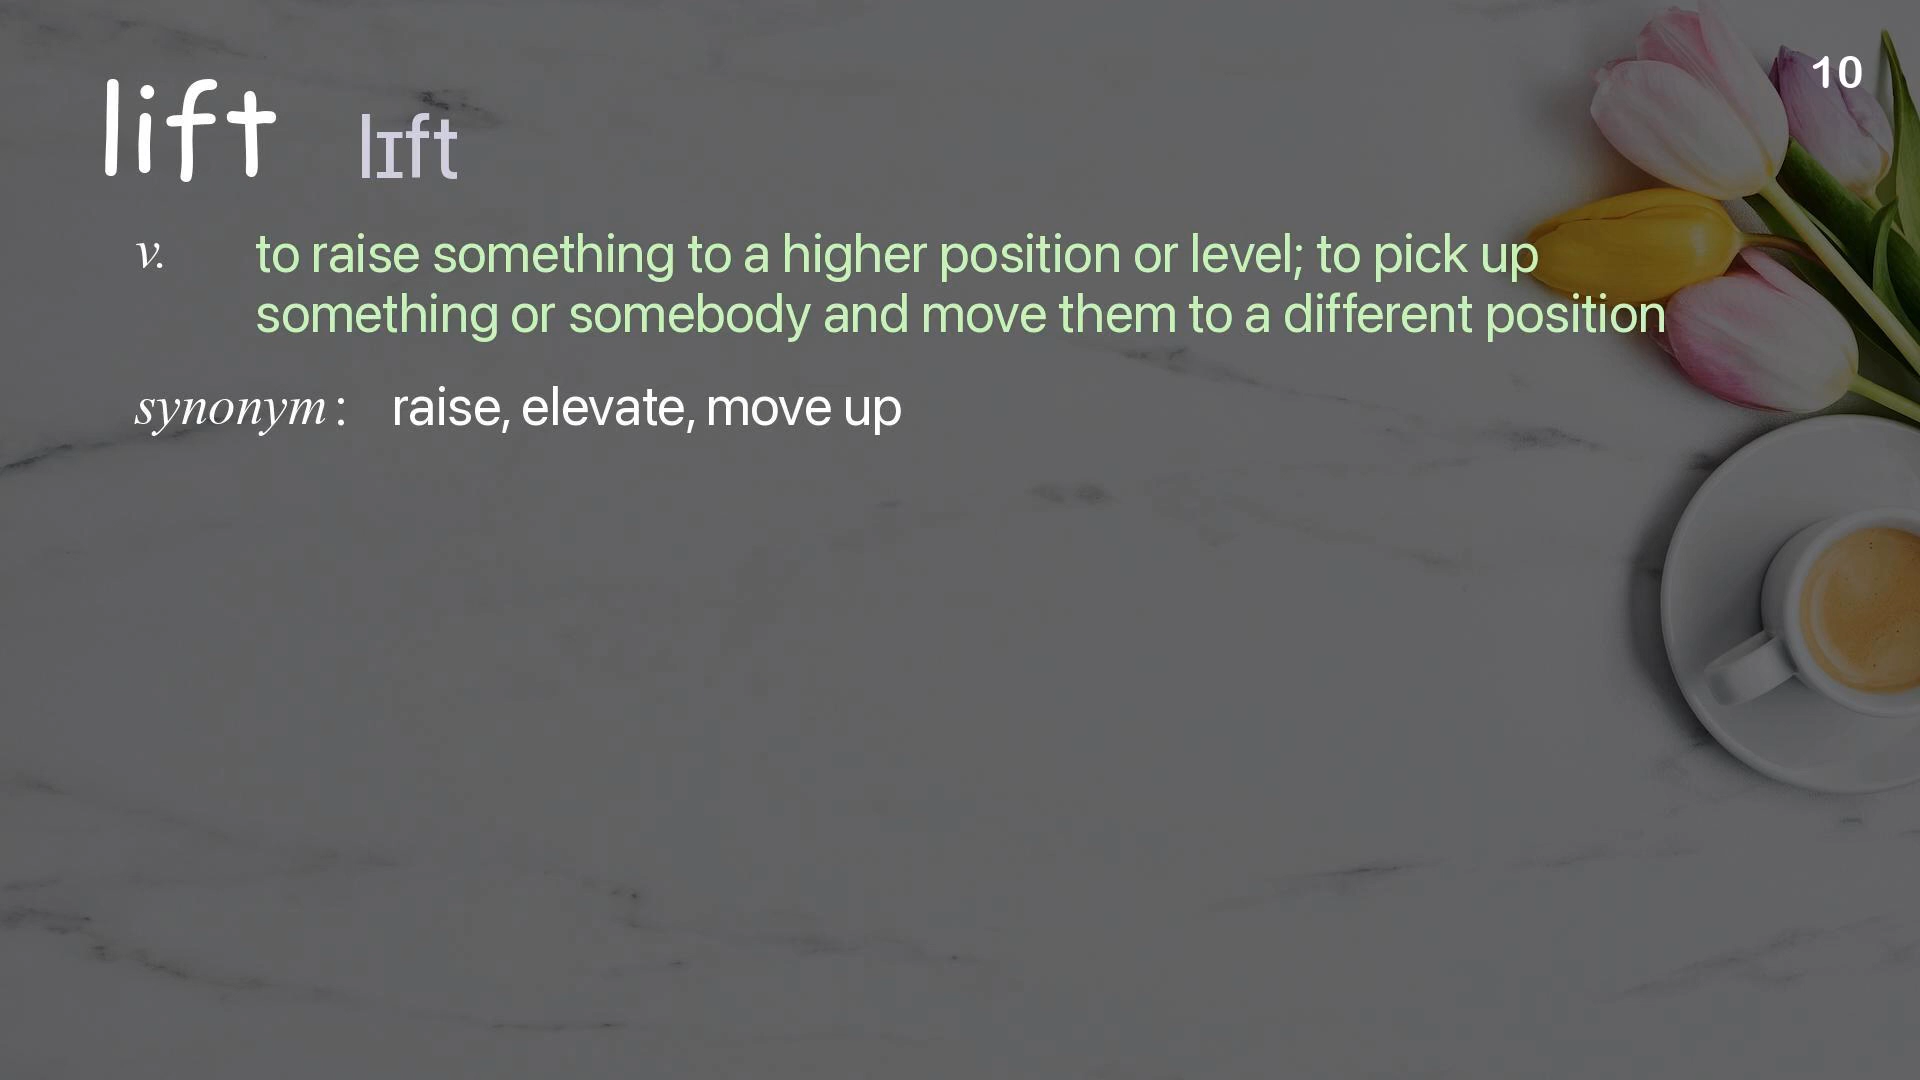 10
lift lɪft
v. to raise something to a higher position or level; to pick up
something or somebody and move them to a different position
synonym : raise, elevate, move up